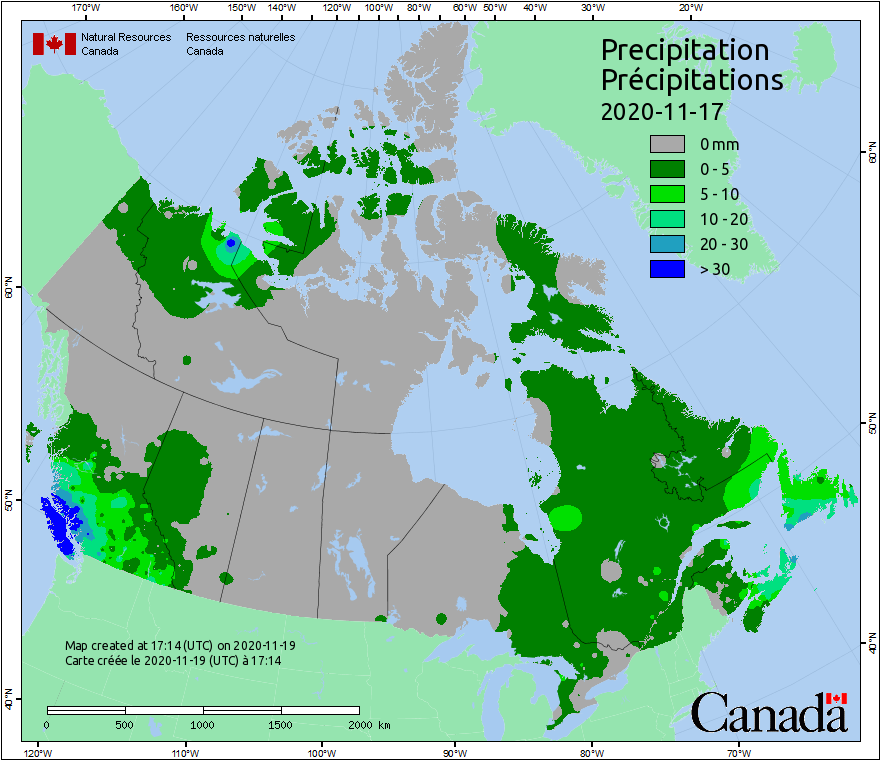 170°W 160°W 150°W 140°W 120°W 100°W 80°W 60°W 50°W 40°W 30°W 20°W
Natural Resources Ressources naturelles
Canada Canada
Precipitation
Précipitations
2020-11-17
0 mm
0 - 5
5 - 10
10 - 20
20 - 30
> 30
60°N
60°N
50°N
50°N
40°N
40°N
Map created at 17:14 (UTC) on 2020-11-19
Carte créée le 2020-11-19 (UTC) à 17:14
0 500 1000 1500 2000 km
Canada
120°W 110°W 100°W 90°W 80°W 70°W